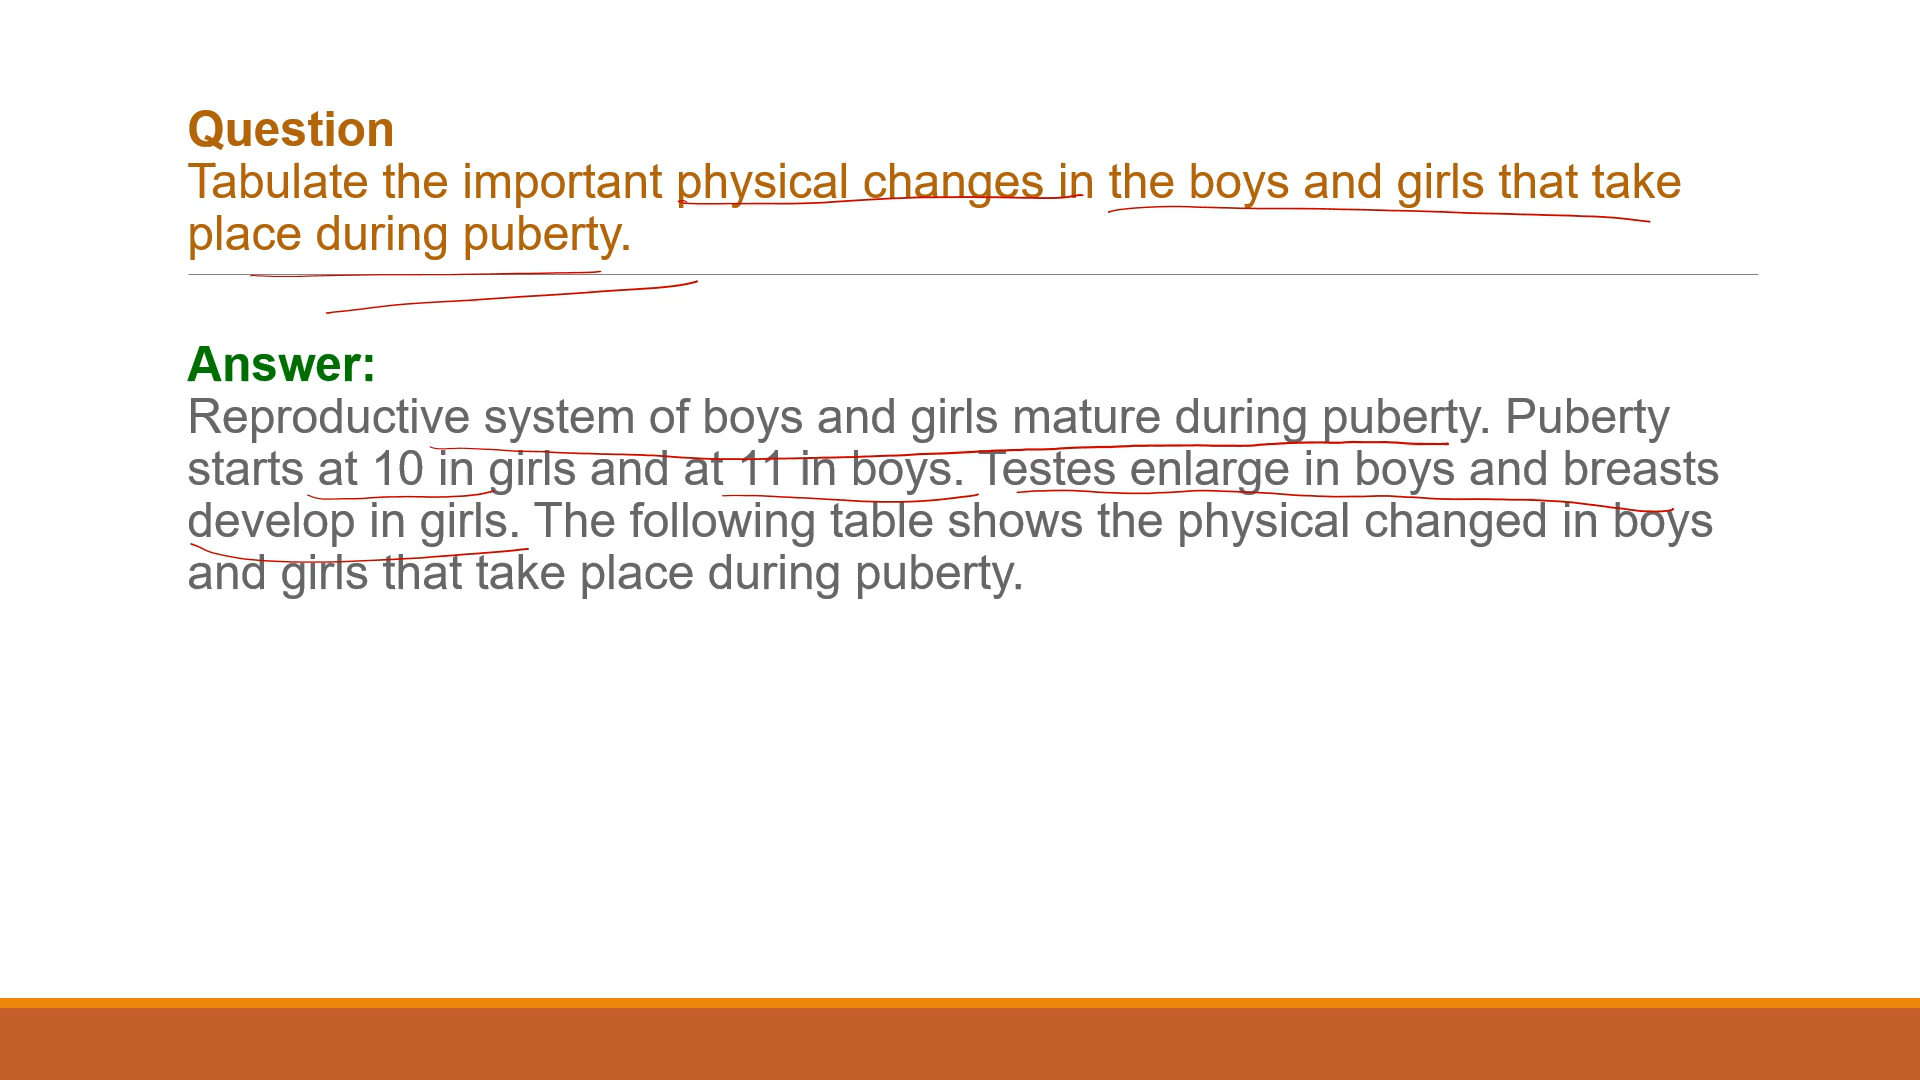 Question
Tabulate the important physical changes in the boys and girls that take
place during puberty.
Answer:
Reproductive system of boys and girls mature during puberty. Puberty
starts at 10 in girls and at 11 in boys. Testes enlarge in boys and breasts
develop in girls. The following table shows the physical changed in boys
and girls that take place during puberty.